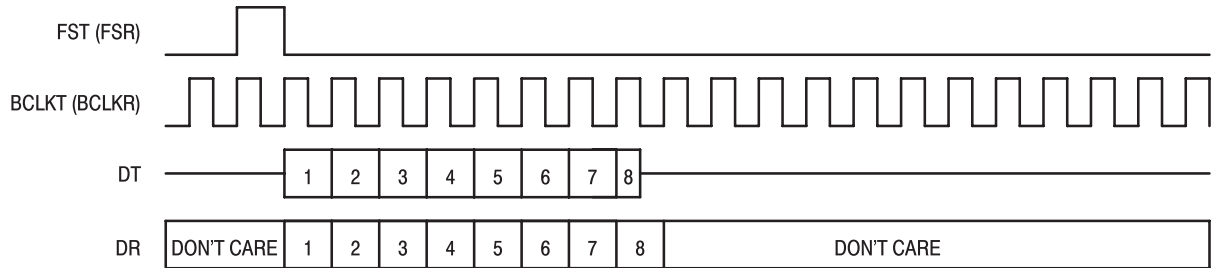 FST (FSR)
BCLKT (BCLKR)
DT 1 2 3 4 5 6 7 8
DR DON'T CARE 1 2 3 4 5 6 7 8 DON'T CARE